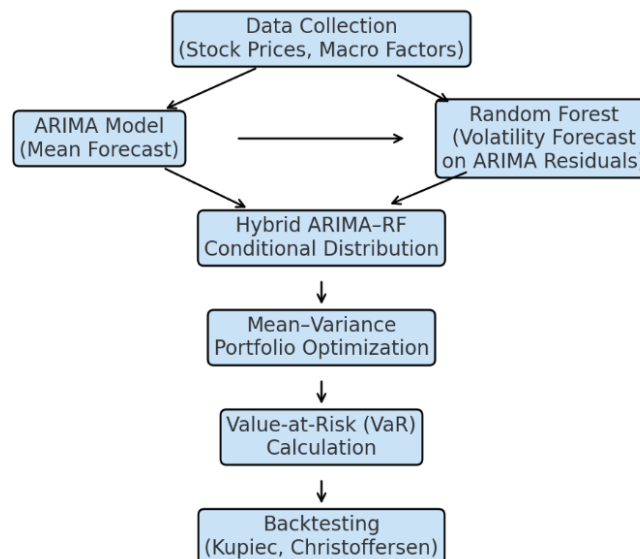 Data Collection
(Stock Prices, Macro Factors)
ARIMA Model
(Mean Forecast)
Random Forest
(Volatility Forecast
on ARIMA Residuals)
Hybrid ARIMA–RF
Conditional Distribution
Mean–Variance
Portfolio Optimization
Value-at-Risk (VaR)
Calculation
Backtesting
(Kupiec, Christoffersen)